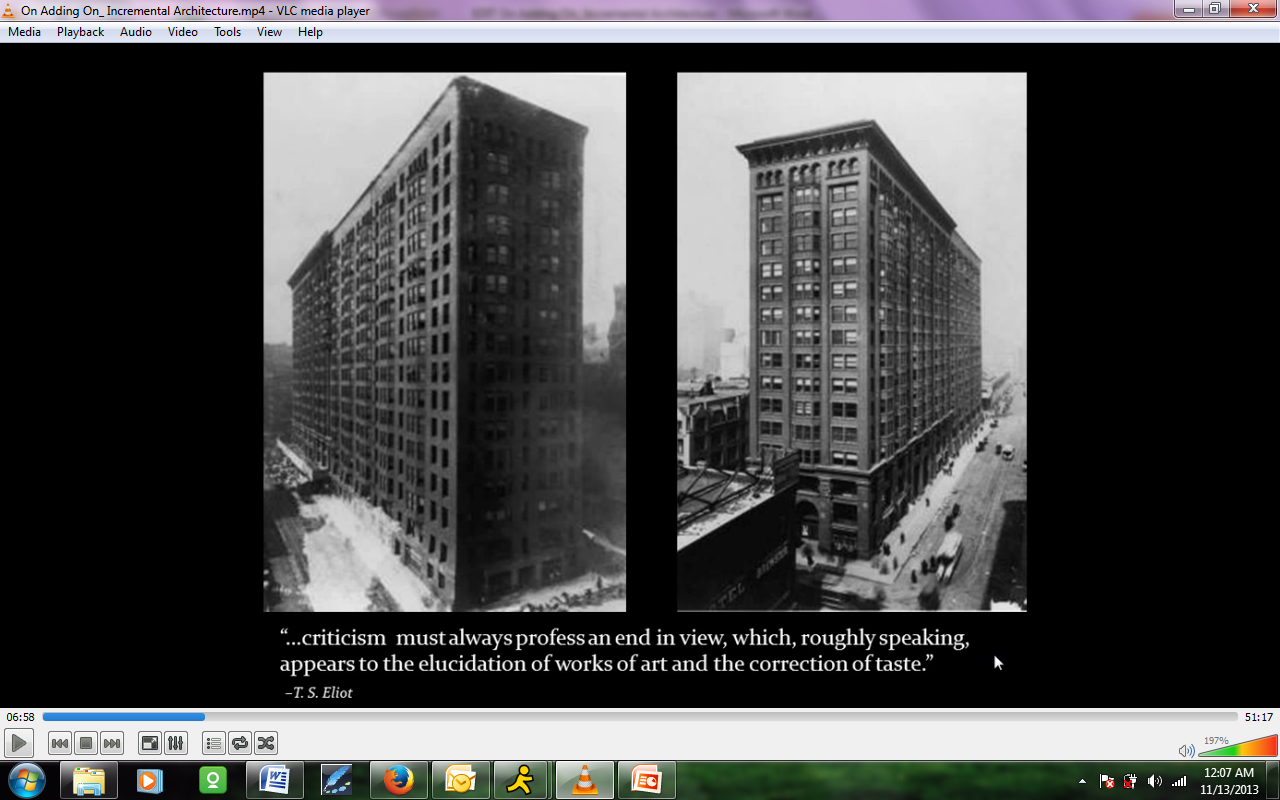 On Adding On_ Incremental Architecture.mp4 - VLC media player
Media Playback Audio Video Tools View Help
“...criticism must always profess an end in view, which, roughly speaking,
appears to the elucidation of works of art and the correction of taste.”
–T. S. Eliot
06:58 51:17
197%
12:07 AM
11/13/2013